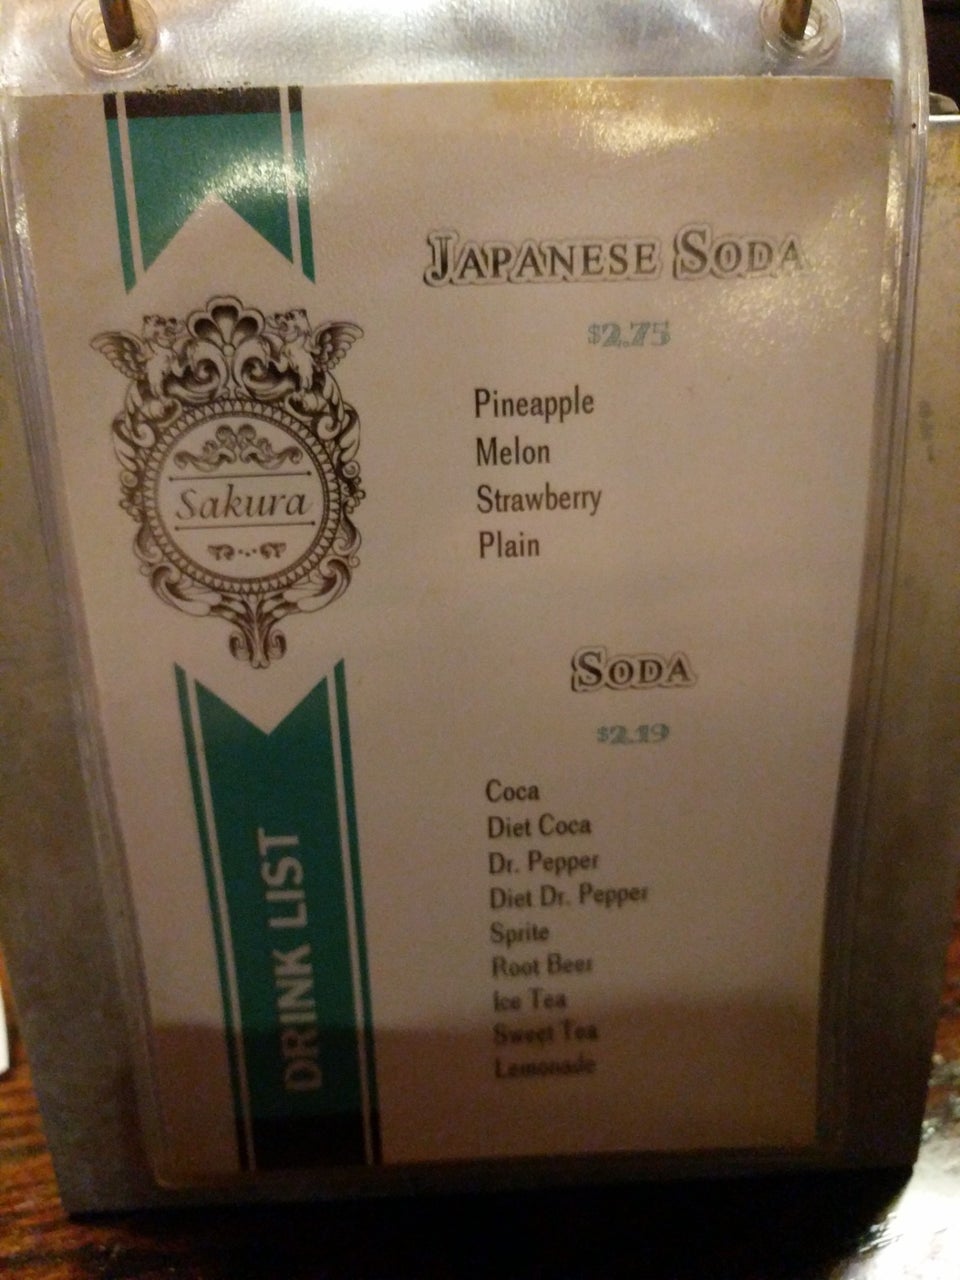 Japanese Soda
$2.75
Pineapple
Melon
Strawberry
Plain
Sakura
Soda
$2.19
Coca
Diet Coca
Dr. Pepper
Diet Dr. Pepper
Sprite
Root Beer
Ice Tea
Sweet Tea
Lemonade
DRINK LIST